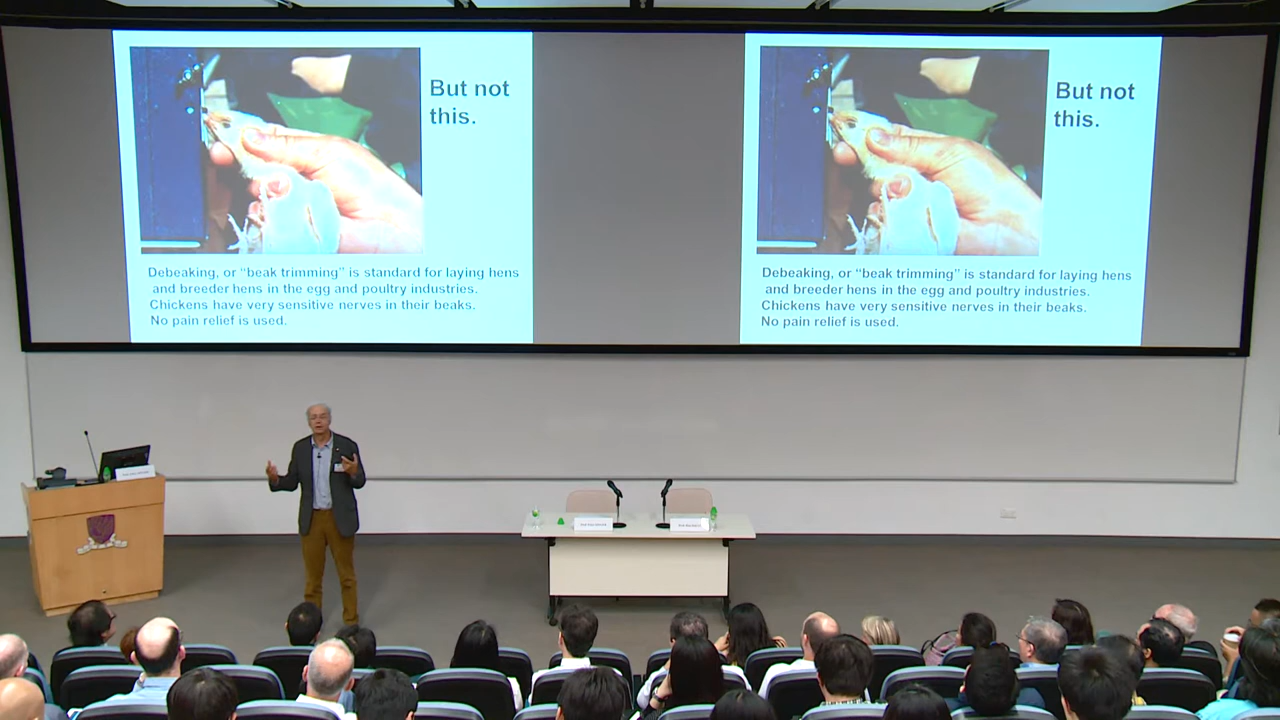 But not
this.
Debeaking, or “beak trimming” is standard for laying hens
and breeder hens in the egg and poultry industries.
Chickens have very sensitive nerves in their beaks.
No pain relief is used.
But not
this.
Debeaking, or “beak trimming” is standard for laying hens
and breeder hens in the egg and poultry industries.
Chickens have very sensitive nerves in their beaks.
No pain relief is used.